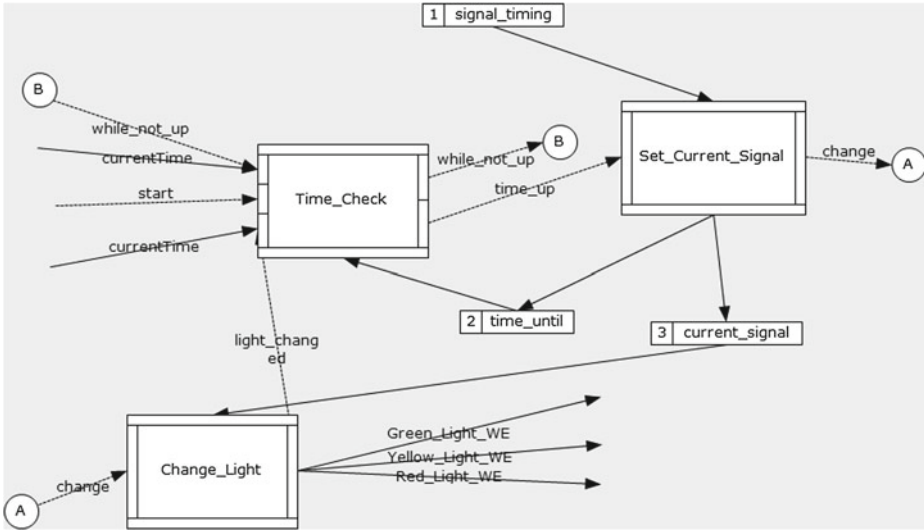 1 signal_timing
B
while_not_up
currentTime
start
currentTime
Time_Check
while_not_up
B
time_up
Set_Current_Signal
change
A
2 time_until
3 current_signal
light_chang
ed
Change_Light
Green_Light_WE
Yellow_Light_WE
Red_Light_WE
change
A